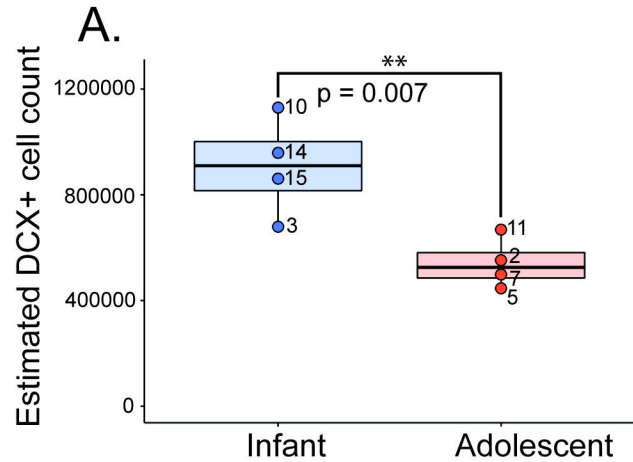 A.
Estimated DCX+ cell count
1200000
800000
400000
0
**
p = 0.007
10
14
15
3
11
2
7
5
Infant
Adolescent